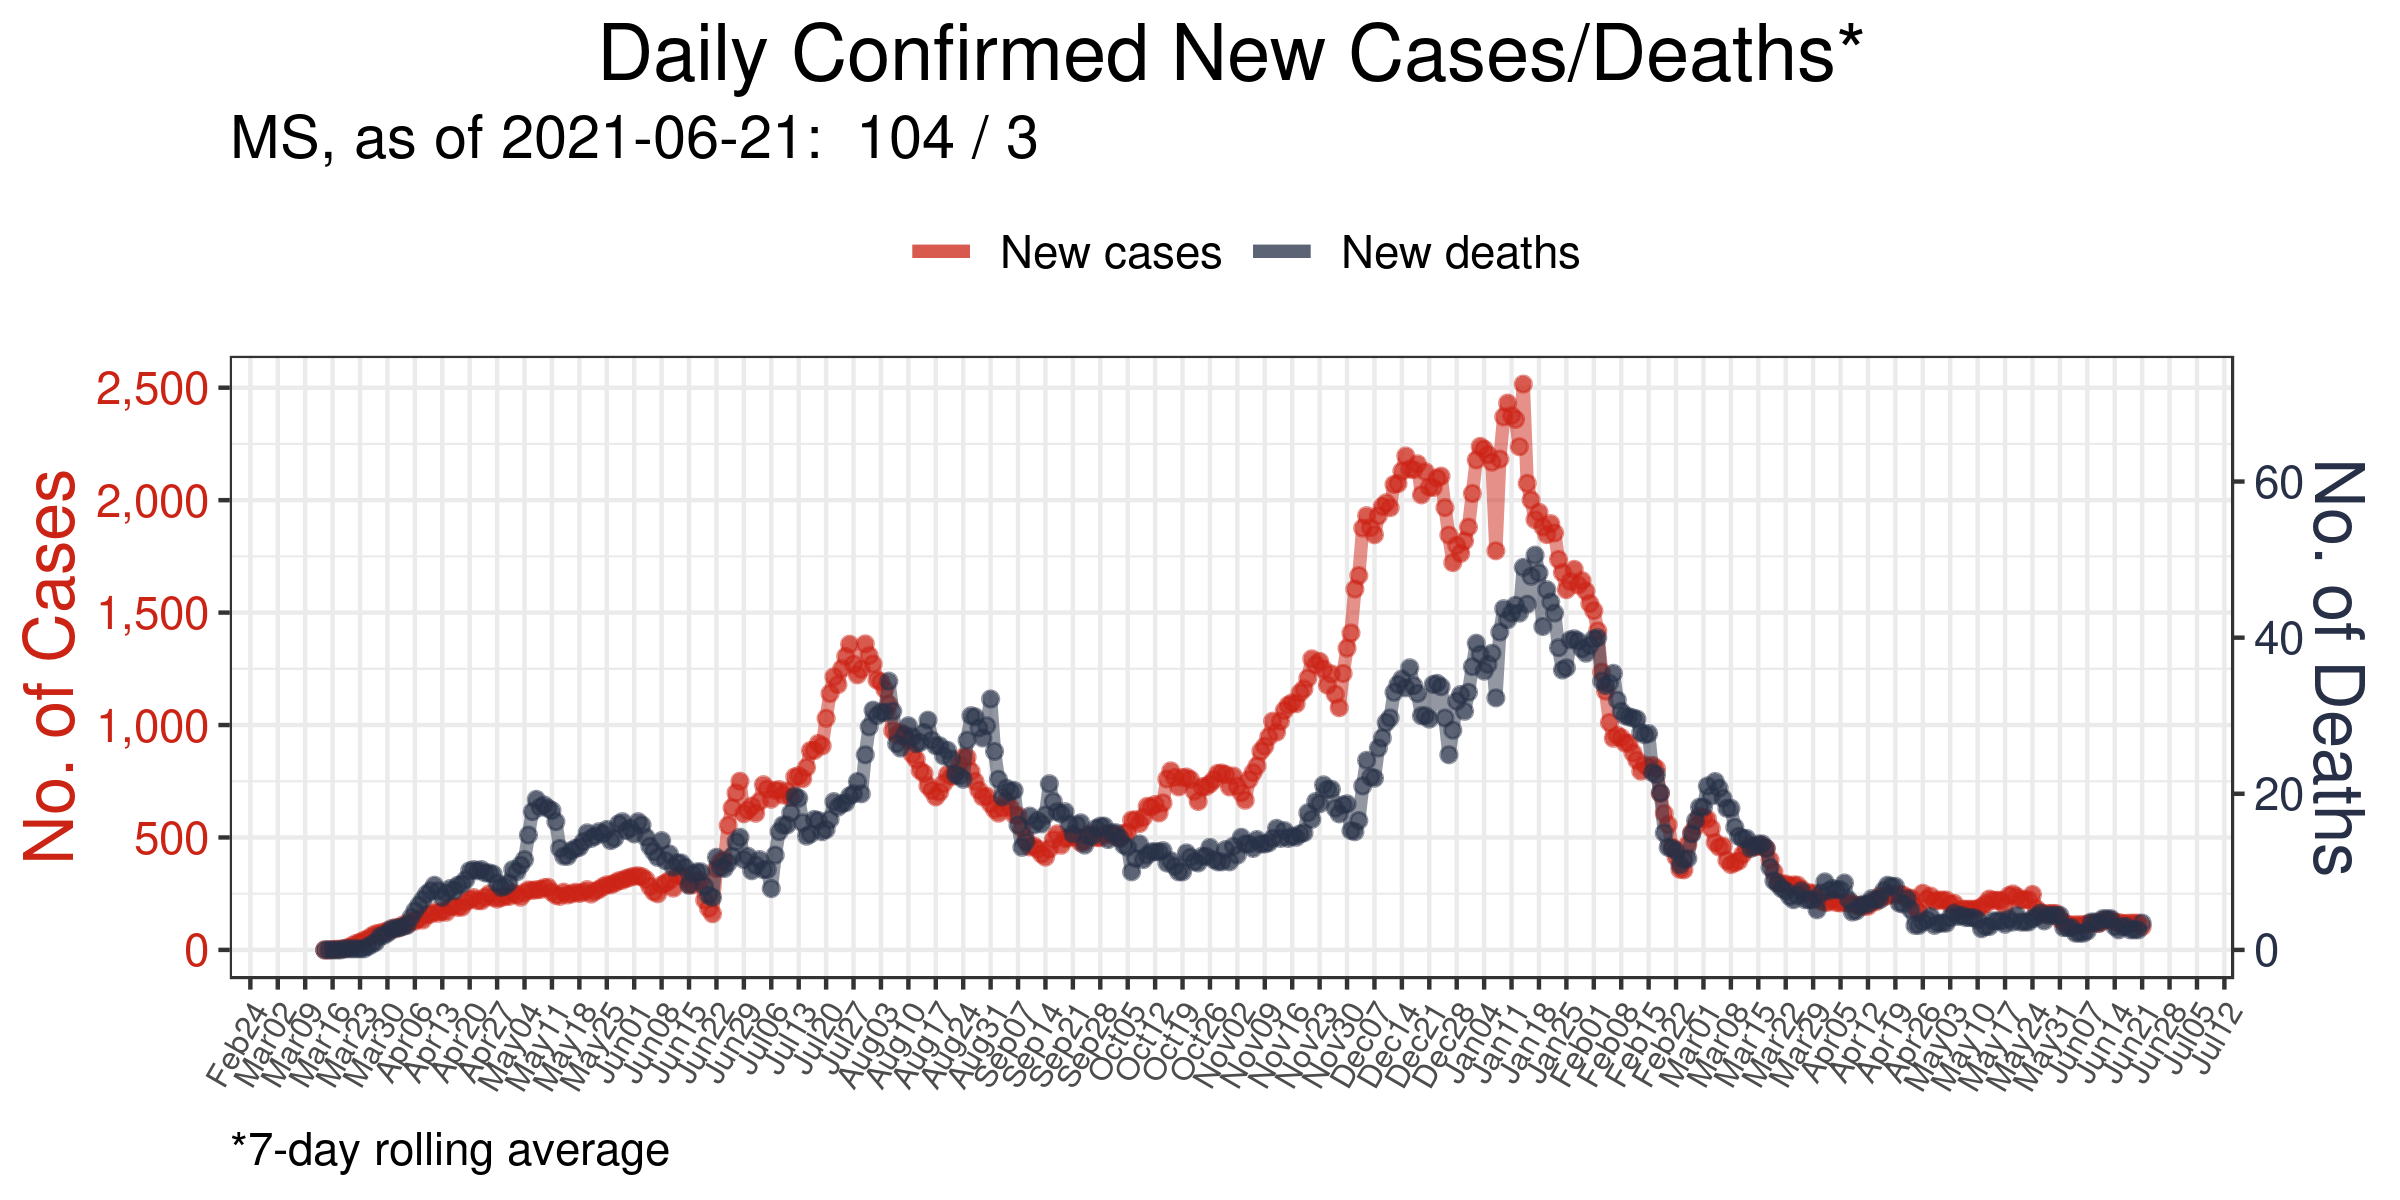 Daily Confirmed New Cases/Deaths*
MS, as of 2021-06-21:  104 / 3
New cases
New deaths
No. of Cases
2,500
2,000
1,500
1,000
500
0
60
40
20
0
No. of Deaths
Feb24
Mar02
Mar09
Mar16
Mar23
Mar30
Apr06
Apr13
Apr20
Apr27
May04
May11
May18
May25
Jun01
Jun08
Jun15
Jun22
Jun29
Jul06
Jul13
Jul20
Jul27
Aug03
Aug10
Aug17
Aug24
Aug31
Sep07
Sep14
Sep21
Sep28
Oct05
Oct12
Oct19
Oct26
Nov02
Nov09
Nov16
Nov23
Nov30
Dec07
Dec14
Dec21
Dec28
Jan04
Jan11
Jan18
Jan25
Feb01
Feb08
Feb15
Feb22
Mar01
Mar08
Mar15
Mar22
Mar29
Apr05
Apr12
Apr19
Apr26
May03
May10
May17
May24
May31
Jun07
Jun14
Jun21
Jun28
Jul05
Jul12
*7-day rolling average